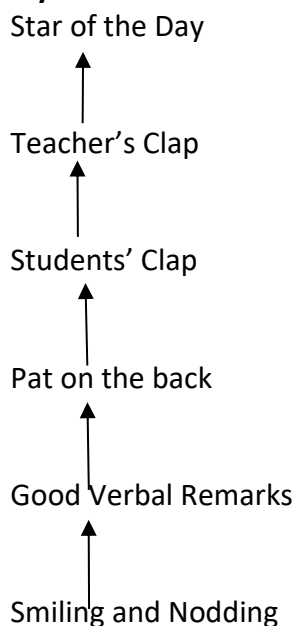 Star of the Day
Teacher’s Clap
Students’ Clap
Pat on the back
Good Verbal Remarks
Smiling and Nodding